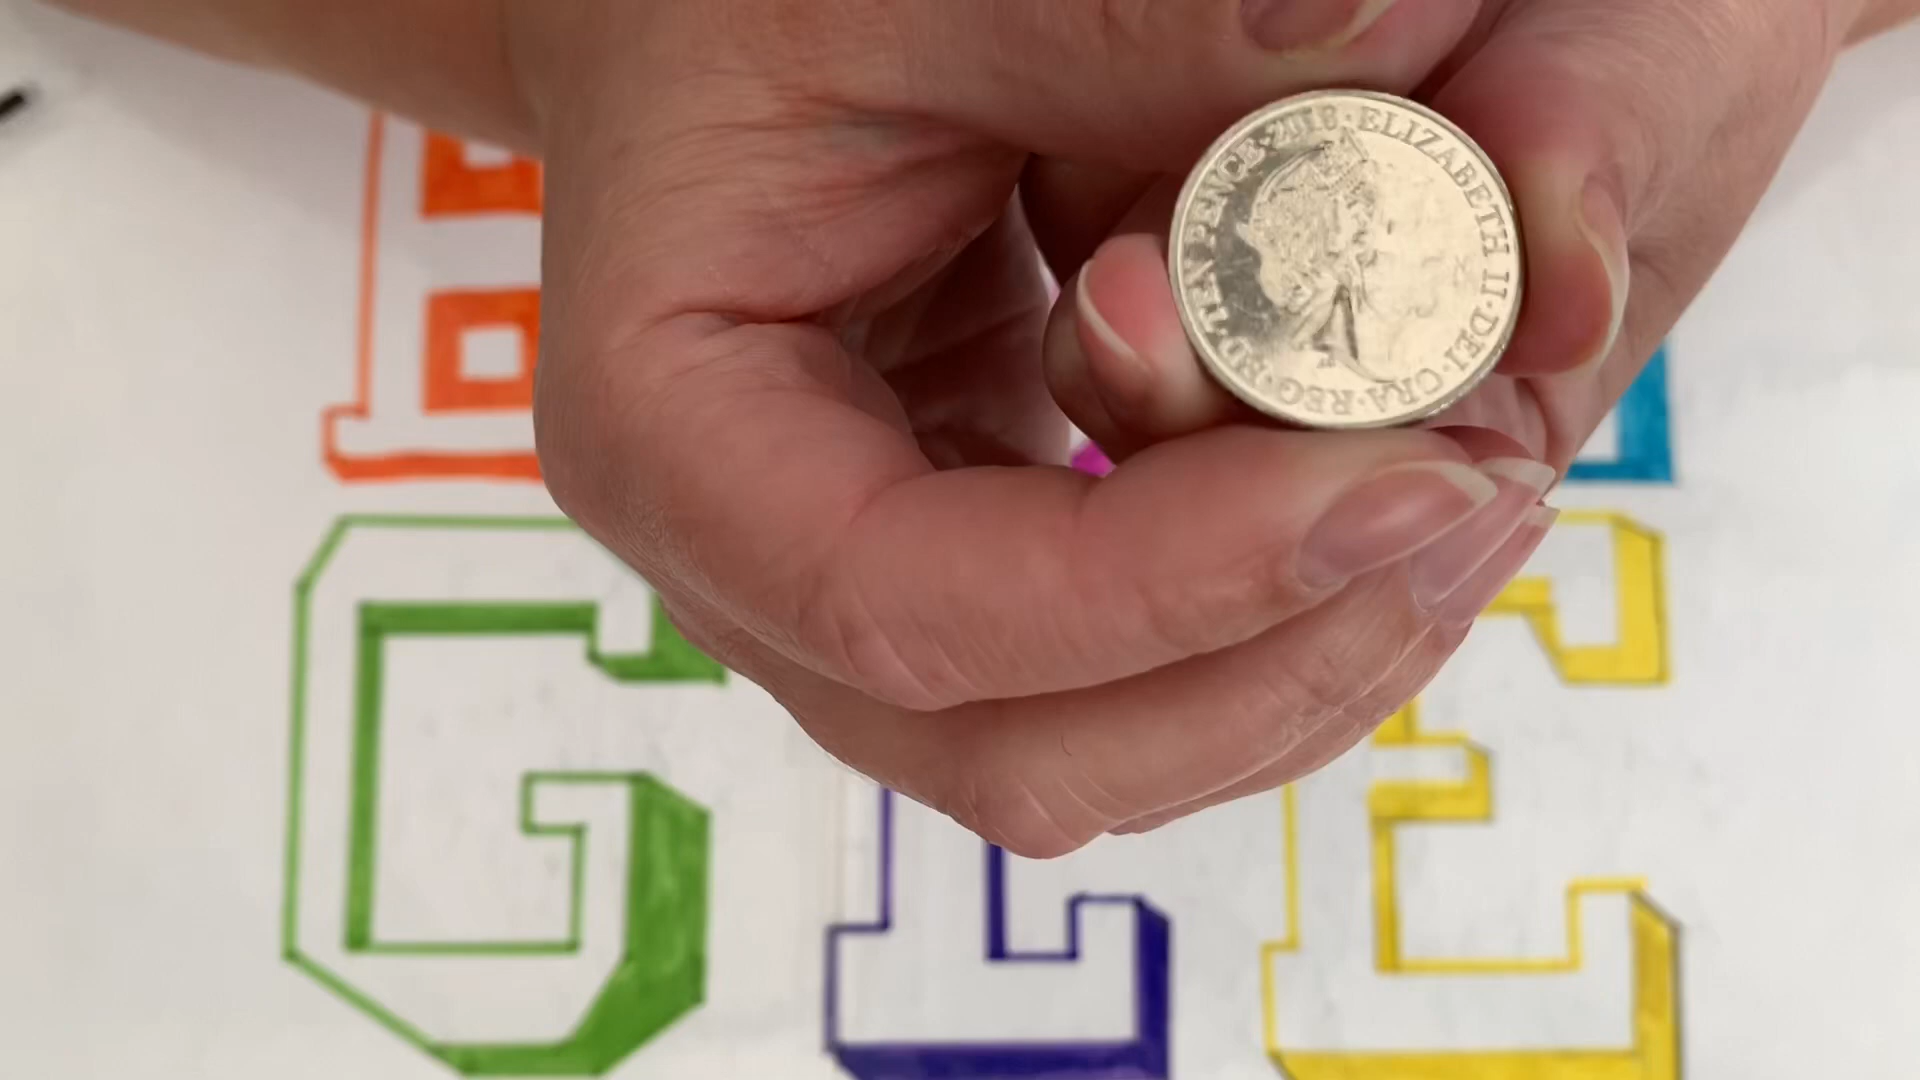 TEN PENCE · 2018 · ELIZABETH II · DEI · GRA · REG · FD ·
B
G L E